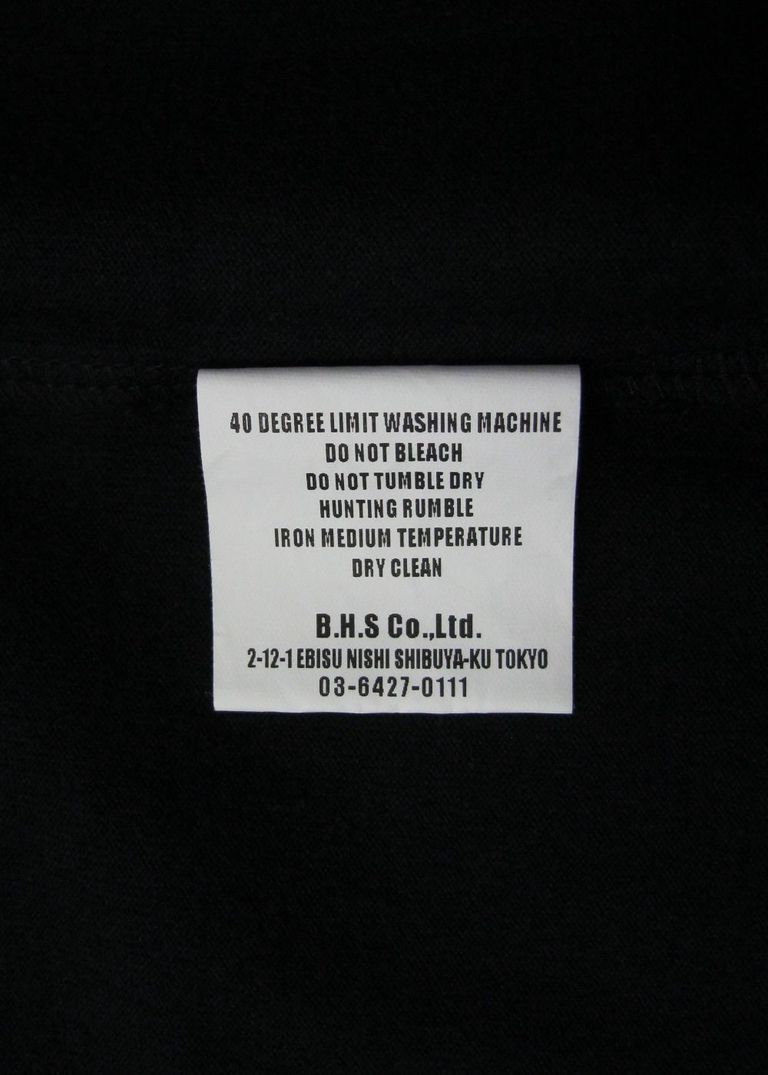 40 DEGREE LIMIT WASHING MACHINE
DO NOT BLEACH
DO NOT TUMBLE DRY
HUNTING RUMBLE
IRON MEDIUM TEMPERATURE
DRY CLEAN
B.H.S Co.,Ltd.
2-12-1 EBISU NISHI SHIBUYA-KU TOKYO
03-6427-0111